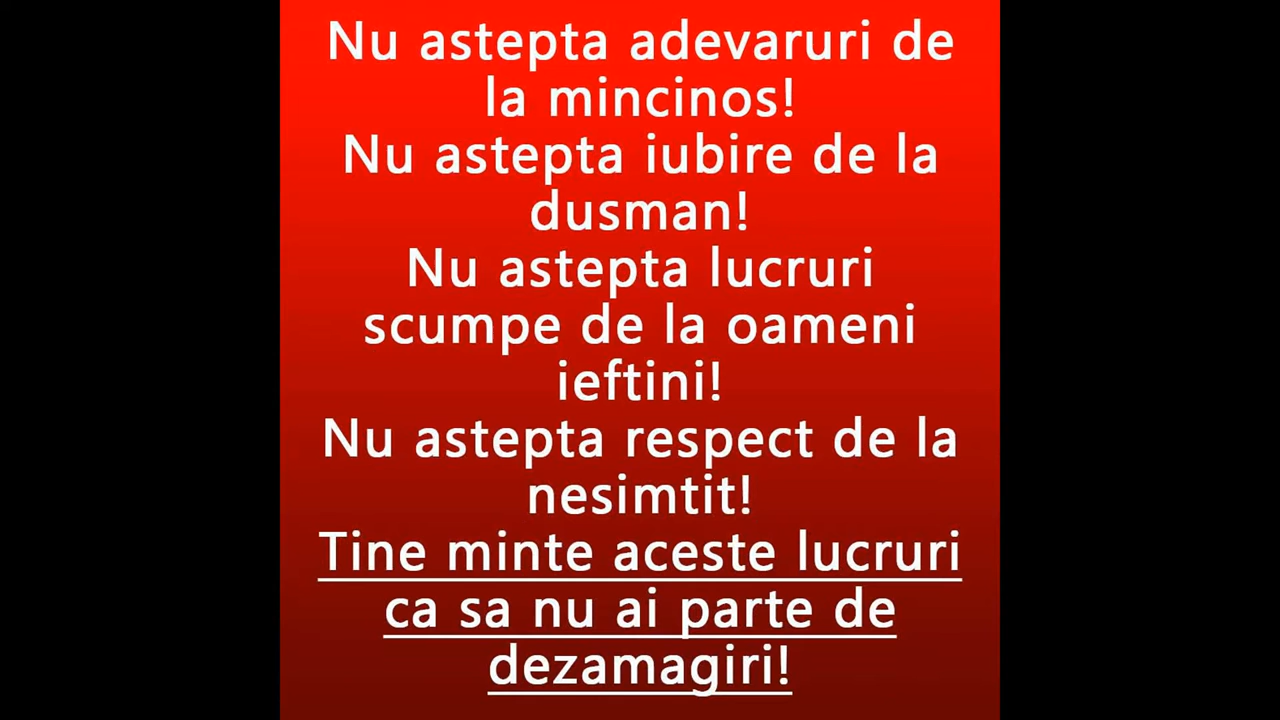 Nu astepta adevaruri de
la mincinos!
Nu astepta iubire de la
dusman!
Nu astepta lucruri
scumpe de la oameni
ieftini!
Nu astepta respect de la
nesimtit!
Tine minte aceste lucruri
ca sa nu ai parte de
dezamagiri!